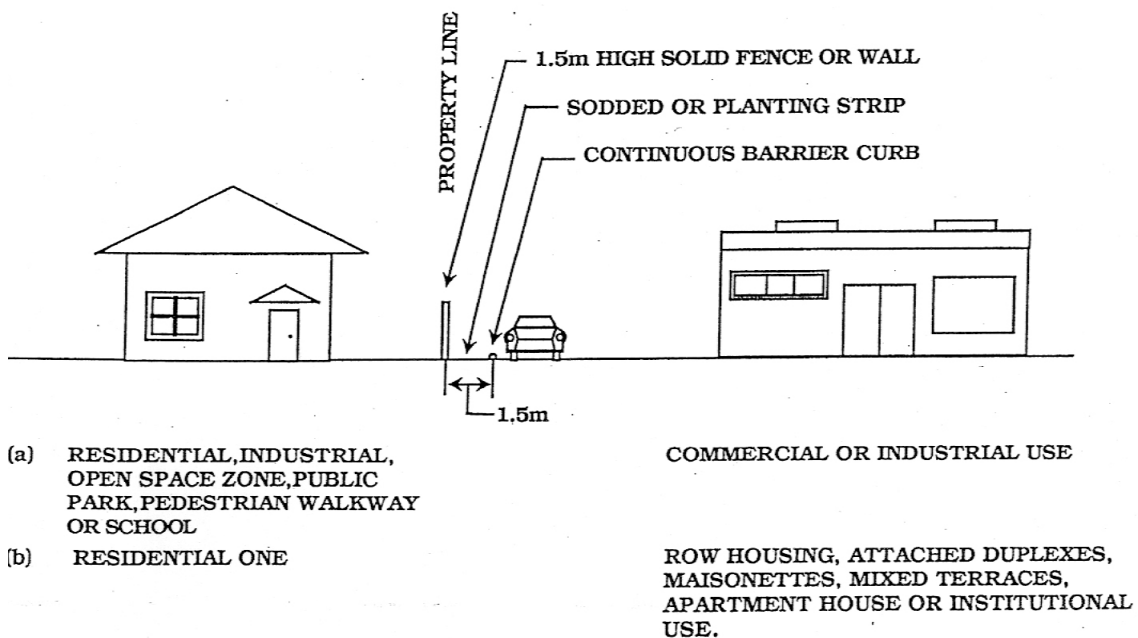 PROPERTY LINE
1.5m HIGH SOLID FENCE OR WALL
SODDED OR PLANTING STRIP
CONTINUOUS BARRIER CURB
1.5m
(a) RESIDENTIAL,INDUSTRIAL,
OPEN SPACE ZONE,PUBLIC
PARK,PEDESTRIAN WALKWAY
OR SCHOOL
COMMERCIAL OR INDUSTRIAL USE
(b) RESIDENTIAL ONE
ROW HOUSING, ATTACHED DUPLEXES,
MAISONETTES, MIXED TERRACES,
APARTMENT HOUSE OR INSTITUTIONAL
USE.